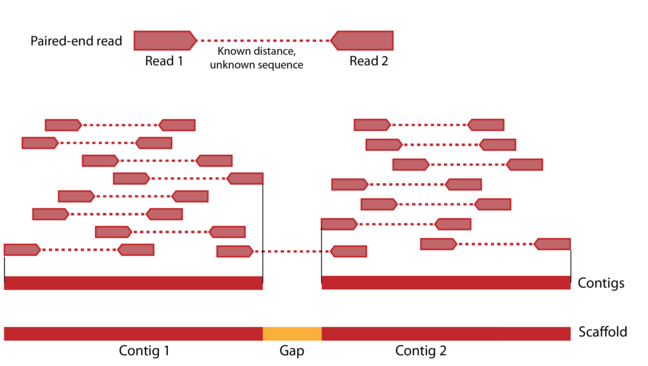 Paired-end read
Known distance,
unknown sequence
Read 1
Read 2
Contigs
Scaffold
Contig 1
Gap
Contig 2